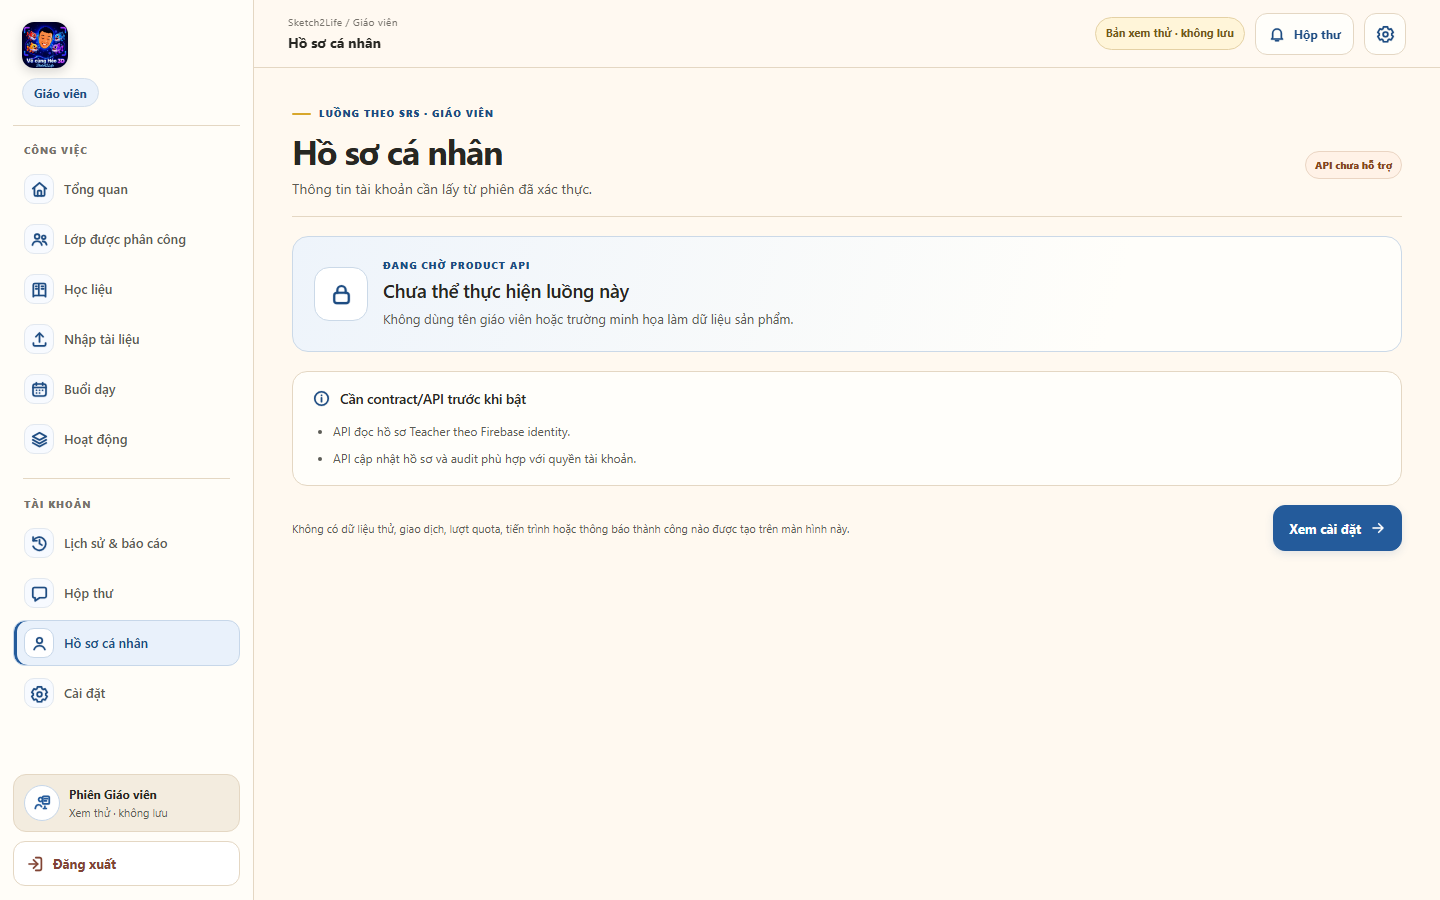 Vô cùng Héo 3D
Giáo viên
CÔNG VIỆC
Tổng quan
Lớp được phân công
Học liệu
Nhập tài liệu
Buổi dạy
Hoạt động
TÀI KHOẢN
Lịch sử & báo cáo
Hộp thư
Hồ sơ cá nhân
Cài đặt
Phiên Giáo viên
Xem thử · không lưu
Đăng xuất
Sketch2Life / Giáo viên
Hồ sơ cá nhân
Bản xem thử · không lưu
Hộp thư
LUỒNG THEO SRS · GIÁO VIÊN
Hồ sơ cá nhân
Thông tin tài khoản cần lấy từ phiên đã xác thực.
API chưa hỗ trợ
ĐANG CHỜ PRODUCT API
Chưa thể thực hiện luồng này
Không dùng tên giáo viên hoặc trường minh họa làm dữ liệu sản phẩm.
Cần contract/API trước khi bật
• API đọc hồ sơ Teacher theo Firebase identity.
• API cập nhật hồ sơ và audit phù hợp với quyền tài khoản.
Không có dữ liệu thử, giao dịch, lượt quota, tiến trình hoặc thông báo thành công nào được tạo trên màn hình này.
Xem cài đặt